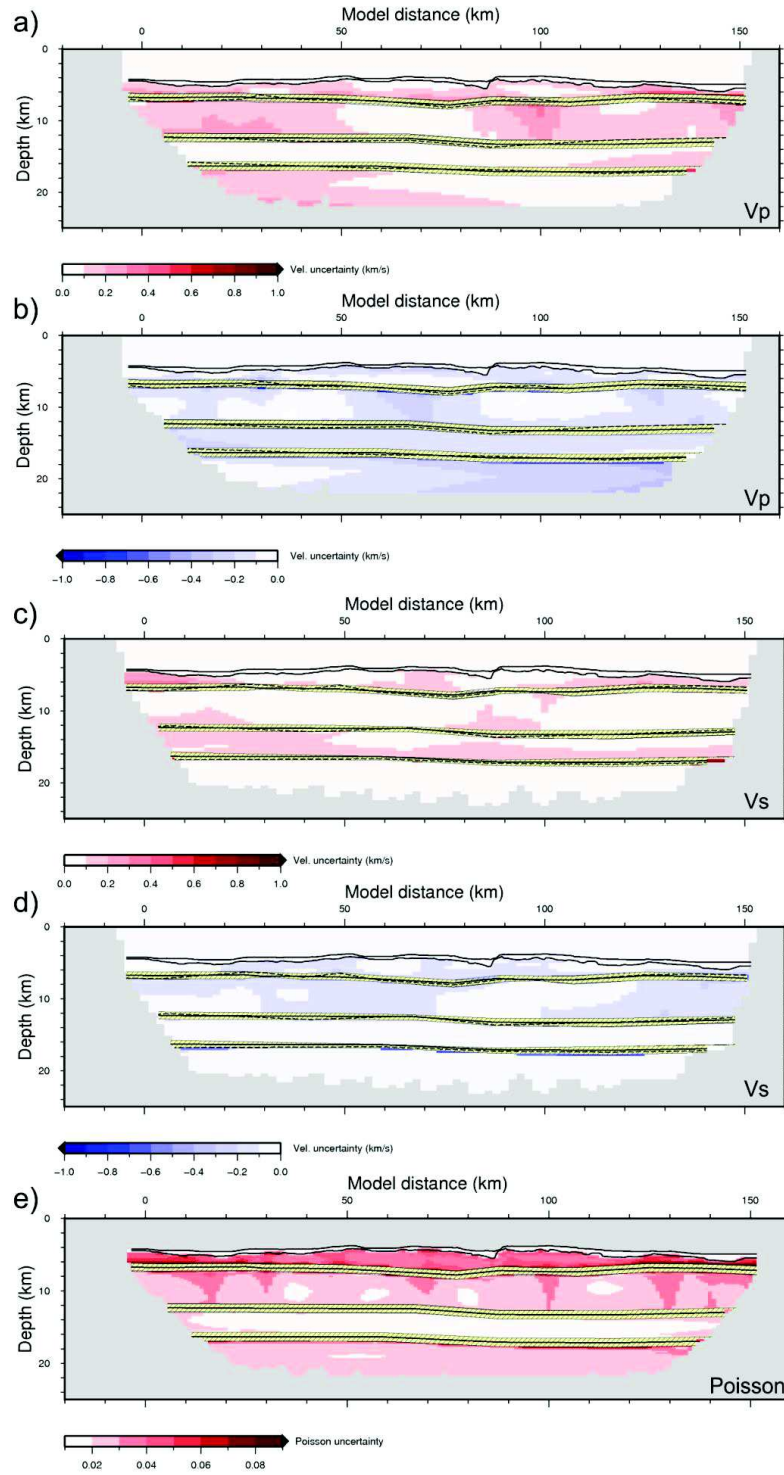 a)
Model distance (km)
0 50 100 150
0
10
20
Depth (km)
Vp
Vel. uncertainty (km/s)
0.0 0.2 0.4 0.6 0.8 1.0
b)
Model distance (km)
0 50 100 150
0
10
20
Depth (km)
Vp
Vel. uncertainty (km/s)
−1.0 −0.8 −0.6 −0.4 −0.2 0.0
c)
Model distance (km)
0 50 100 150
0
10
20
Depth (km)
Vs
Vel. uncertainty (km/s)
0.0 0.2 0.4 0.6 0.8 1.0
d)
Model distance (km)
0 50 100 150
0
10
20
Depth (km)
Vs
Vel. uncertainty (km/s)
−1.0 −0.8 −0.6 −0.4 −0.2 0.0
e)
Model distance (km)
0 50 100 150
0
10
20
Depth (km)
Poisson
Poisson uncertainty
0.02 0.04 0.06 0.08